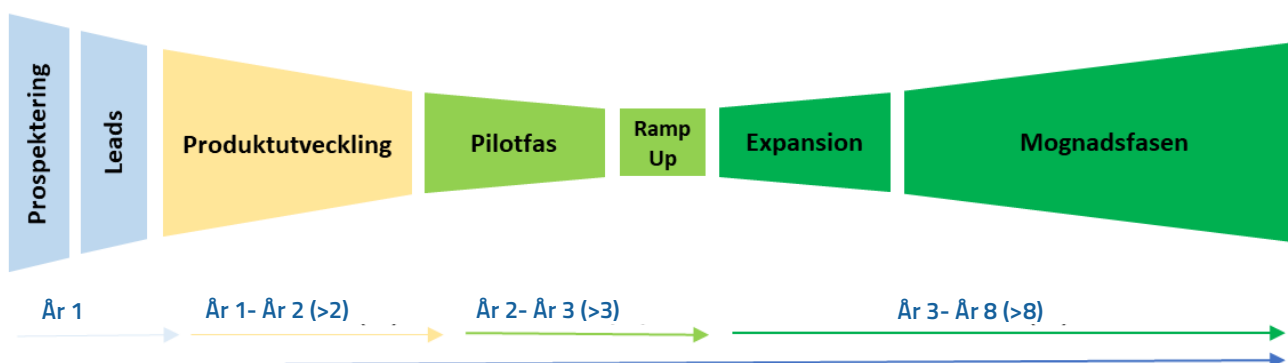 Prospektering
Leads
Produktutveckling
Pilotfas
Ramp
Up
Expansion
Mognadsfasen
År 1
År 1- År 2 (>2)
År 2- År 3 (>3)
År 3- År 8 (>8)